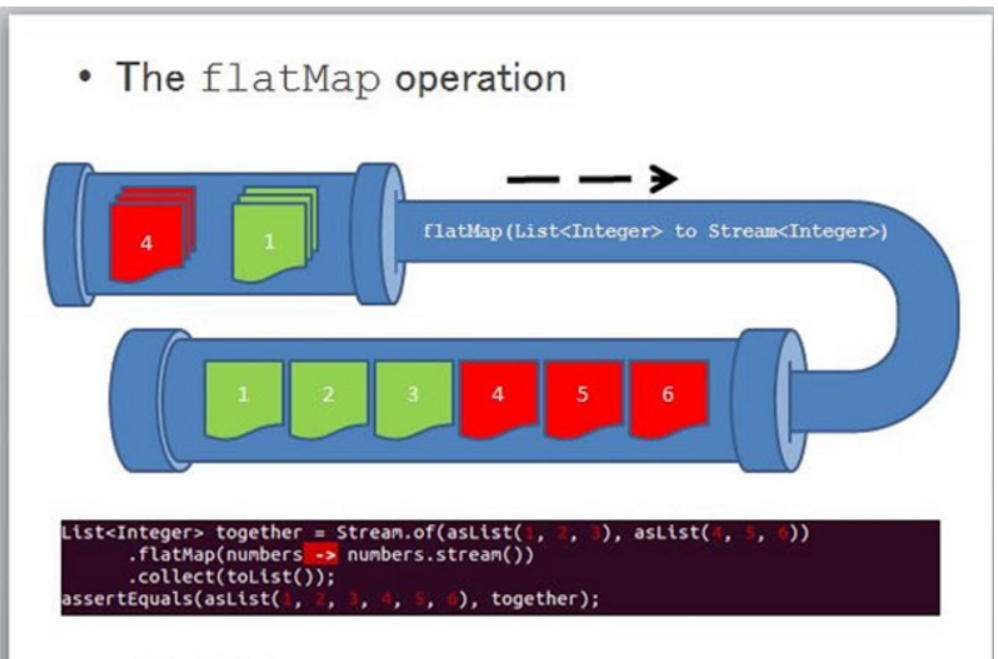 • The flatMap operation
4 1
flatMap(List<Integer> to Stream<Integer>)
1 2 3 4 5 6
List<Integer> together = Stream.of(asList(1, 2, 3), asList(4, 5, 6))
.flatMap(numbers -> numbers.stream())
.collect(toList());
assertEquals(asList(1, 2, 3, 4, 5, 6), together);